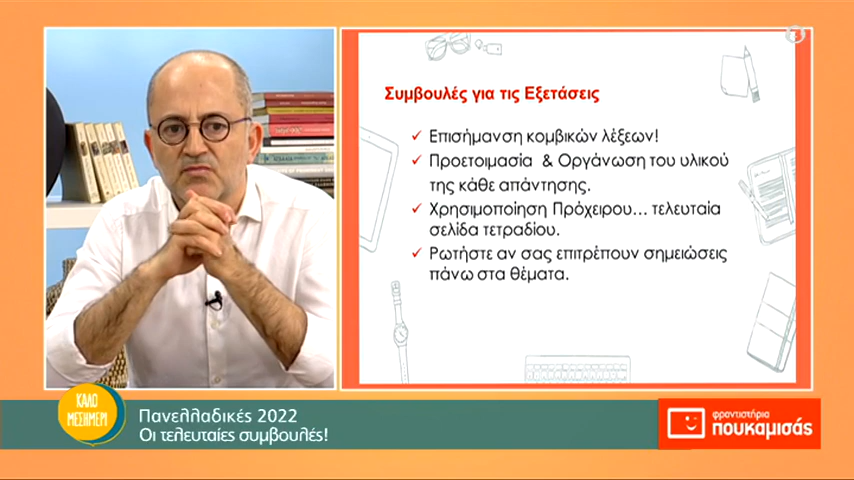 Συμβουλές για τις Εξετάσεις
✓ Επισήμανση κομβικών λέξεων!
✓ Προετοιμασία & Οργάνωση του υλικού
της κάθε απάντησης.
✓ Χρησιμοποίηση Πρόχειρου... τελευταία
σελίδα τετραδίου.
✓ Ρωτήστε αν σας επιτρέπουν σημειώσεις
πάνω στα θέματα.
ΚΑΛΟ
ΜΕΣΗΜΕΡΙ
Πανελλαδικές 2022
Οι τελευταίες συμβουλές!
φροντιστήρια
πουκαμισάς